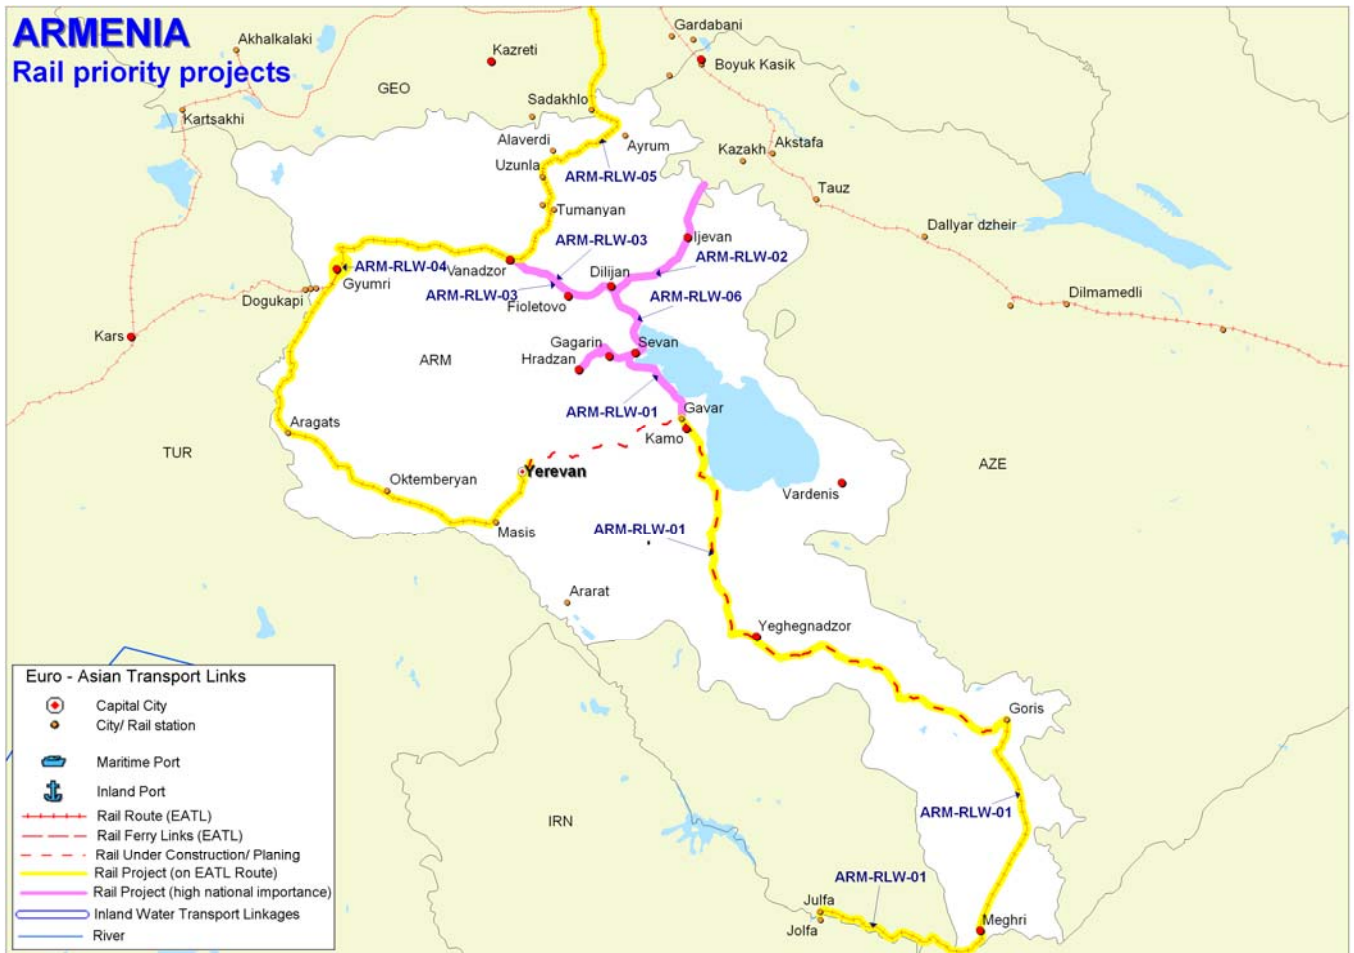 ARMENIA
Rail priority projects
Akhalkalaki
Kazreti
Gardabani
Boyuk Kasik
GEO
Sadakhlo
Kartsakhi
Alaverdi
Ayrum
Kazakh
Akstafa
Uzunla
ARM-RLW-05
Tauz
Tumanyan
Dallyar dzheir
Ijevan
ARM-RLW-03
ARM-RLW-02
Vanadzor
ARM-RLW-04
Gyumri
Dilijan
ARM-RLW-03
Fioletovo
ARM-RLW-06
Dogukapi
Dilmamedli
Kars
Gagarin
Sevan
Hradzan
ARM
ARM-RLW-01
Gavar
Kamo
Aragats
TUR
AZE
Yerevan
Oktemberyan
Vardenis
Masis
ARM-RLW-01
Ararat
Yeghegnadzor
Goris
ARM-RLW-01
IRN
ARM-RLW-01
Julfa
Jolfa
Meghri
Euro - Asian Transport Links
Capital City
City/ Rail station
Maritime Port
Inland Port
Rail Route (EATL)
Rail Ferry Links (EATL)
Rail Under Construction/ Planing
Rail Project (on EATL Route)
Rail Project (high national importance)
Inland Water Transport Linkages
River